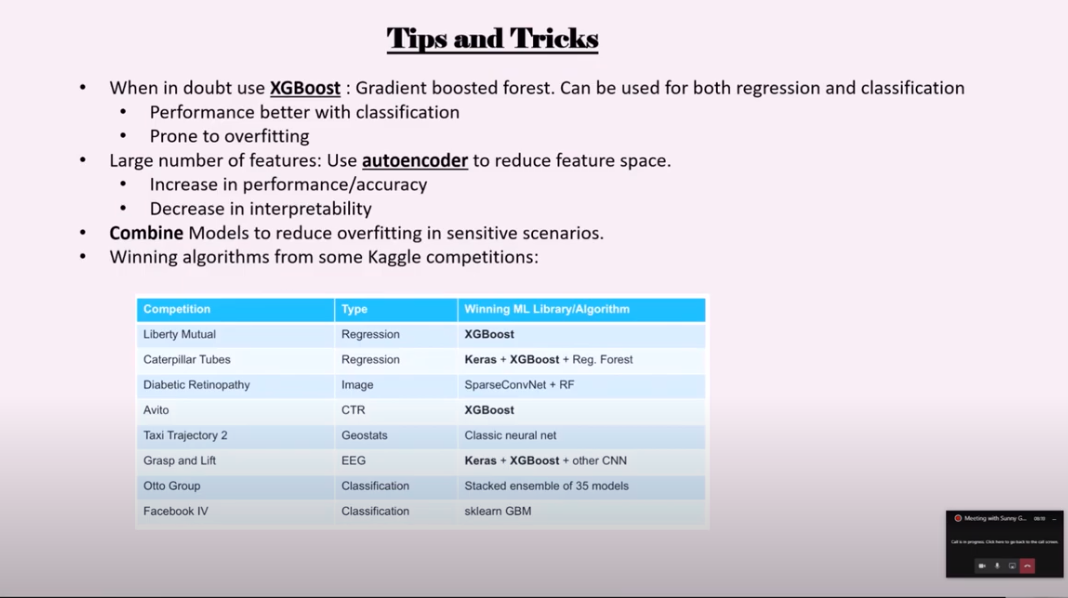 Tips and Tricks
• When in doubt use XGBoost : Gradient boosted forest. Can be used for both regression and classification
• Performance better with classification
• Prone to overfitting
• Large number of features: Use autoencoder to reduce feature space.
• Increase in performance/accuracy
• Decrease in interpretability
• Combine Models to reduce overfitting in sensitive scenarios.
• Winning algorithms from some Kaggle competitions:
Competition Type Winning ML Library/Algorithm
Liberty Mutual Regression XGBoost
Caterpillar Tubes Regression Keras + XGBoost + Reg. Forest
Diabetic Retinopathy Image SparseConvNet + RF
Avito CTR XGBoost
Taxi Trajectory 2 Geostats Classic neural net
Grasp and Lift EEG Keras + XGBoost + other CNN
Otto Group Classification Stacked ensemble of 35 models
Facebook IV Classification sklearn GBM
Meeting with Sunny G...
Call is in progress. Click here to go back to the call screen.